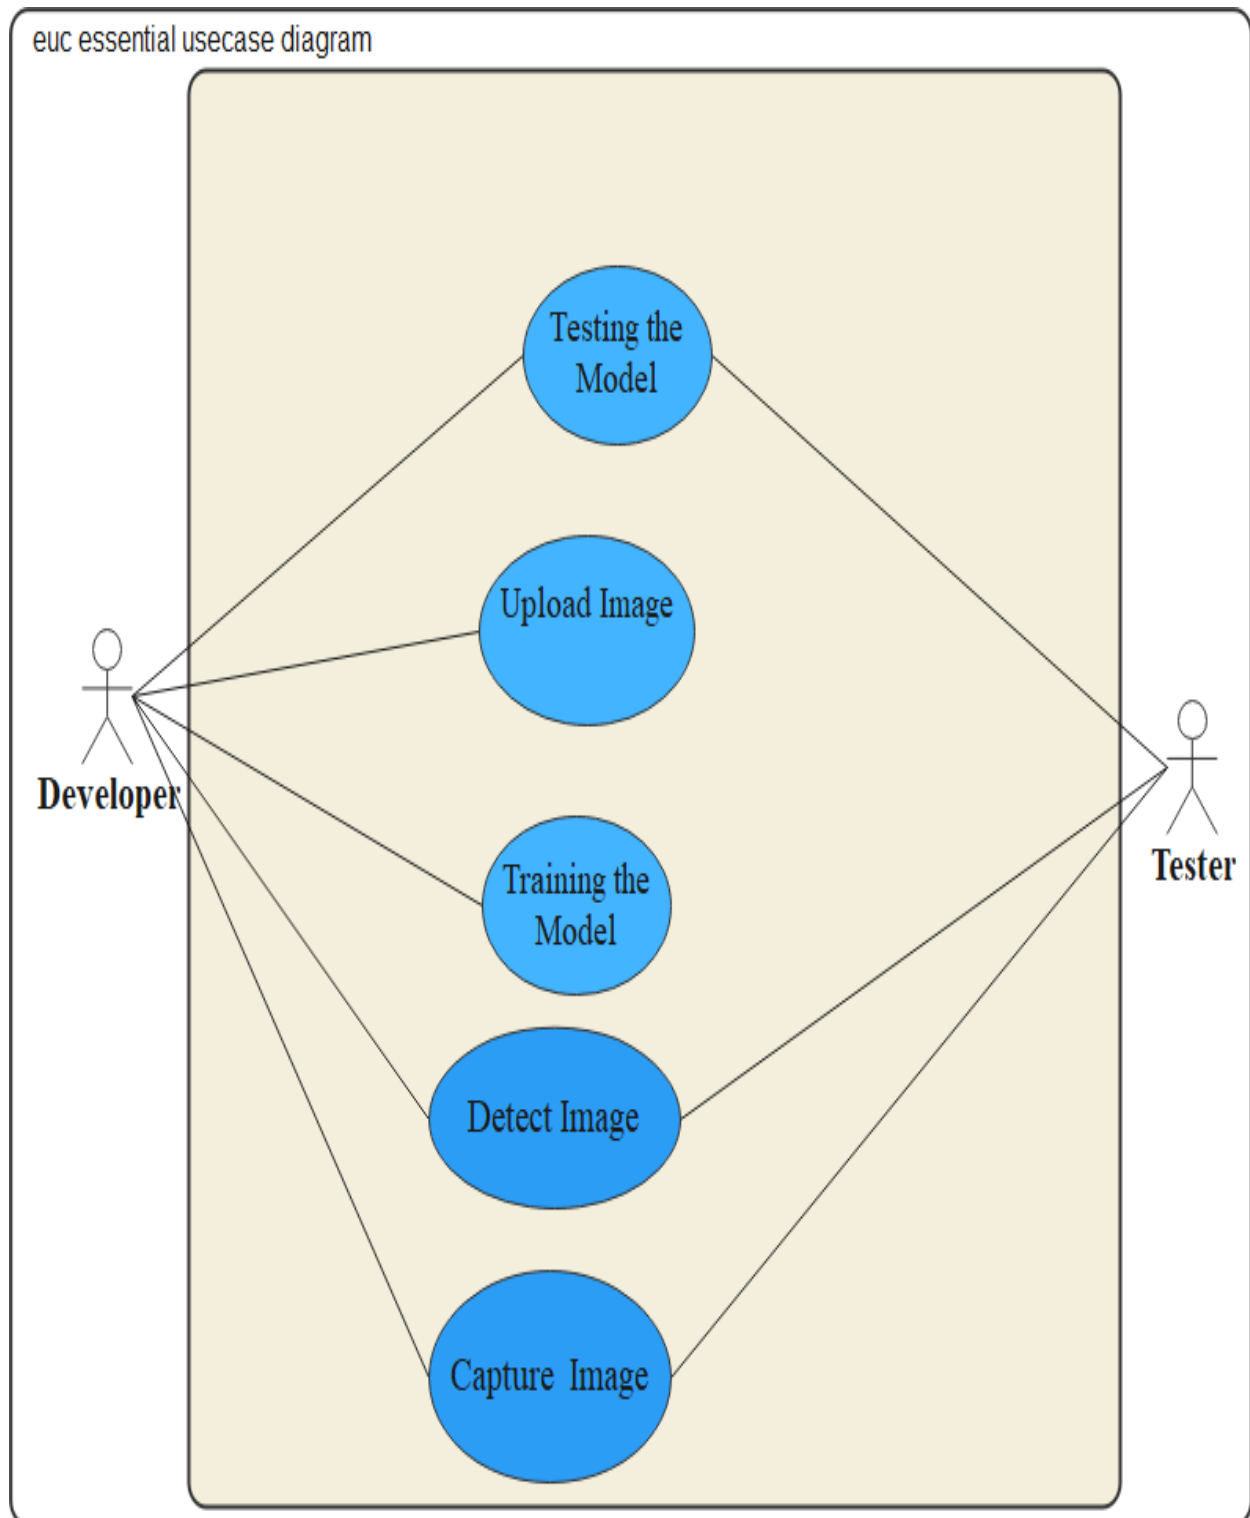 euc essential usecase diagram
Testing the
Model
Upload Image
Developer
Training the
Model
Tester
Detect Image
Capture Image